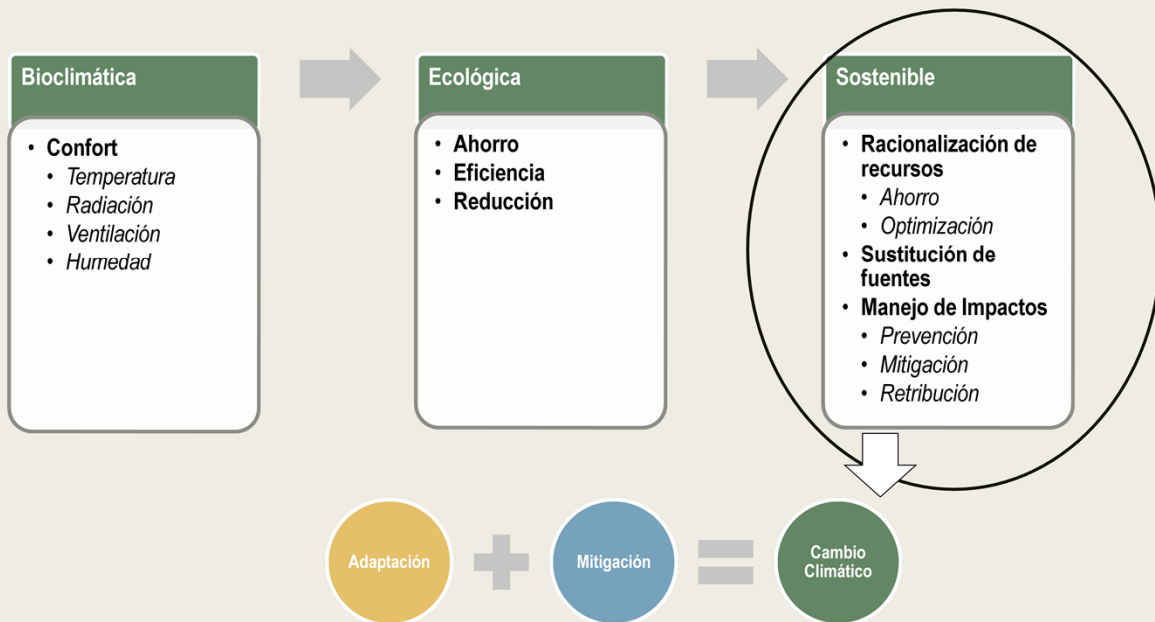 Bioclimática
• Confort
• Temperatura
• Radiación
• Ventilación
• Humedad
Ecológica
• Ahorro
• Eficiencia
• Reducción
Sostenible
• Racionalización de
recursos
• Ahorro
• Optimización
• Sustitución de
fuentes
• Manejo de Impactos
• Prevención
• Mitigación
• Retribución
Adaptación
Mitigación
Cambio
Climático